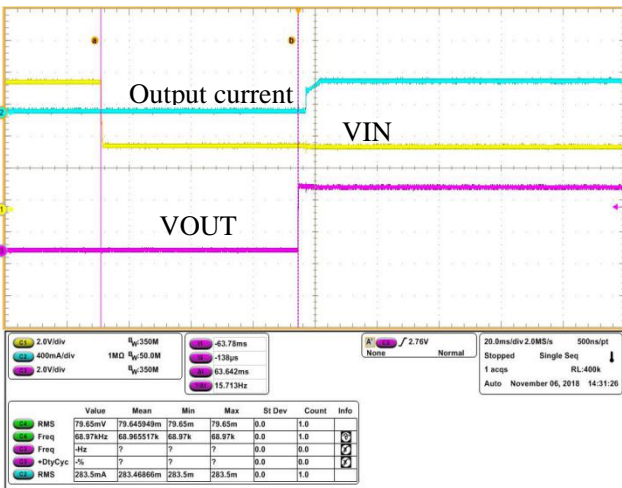 a b
Output current
2
VIN
1
VOUT
3
C1 2.0V/div BW:350M
C2 400mA/div 1MΩ BW:50.0M
C3 2.0V/div BW:350M
-63.78ms
-138µs
63.642ms
15.713Hz
A' C3 2.76V
None Normal
20.0ms/div 2.0MS/s 500ns/pt
Stopped Single Seq
1 acqs RL:400k
Auto November 06, 2018 14:31:26
Value Mean Min Max St Dev Count Info
RMS 79.65mV 79.645949m 79.65m 79.65m 0.0 1.0
Freq 68.97kHz 68.965517k 68.97k 68.97k 0.0 1.0
Freq -Hz ? ? ? 0.0 0.0
+DtyCyc -% ? ? ? 0.0 0.0
C2 RMS 283.5mA 283.46866m 283.5m 283.5m 0.0 1.0